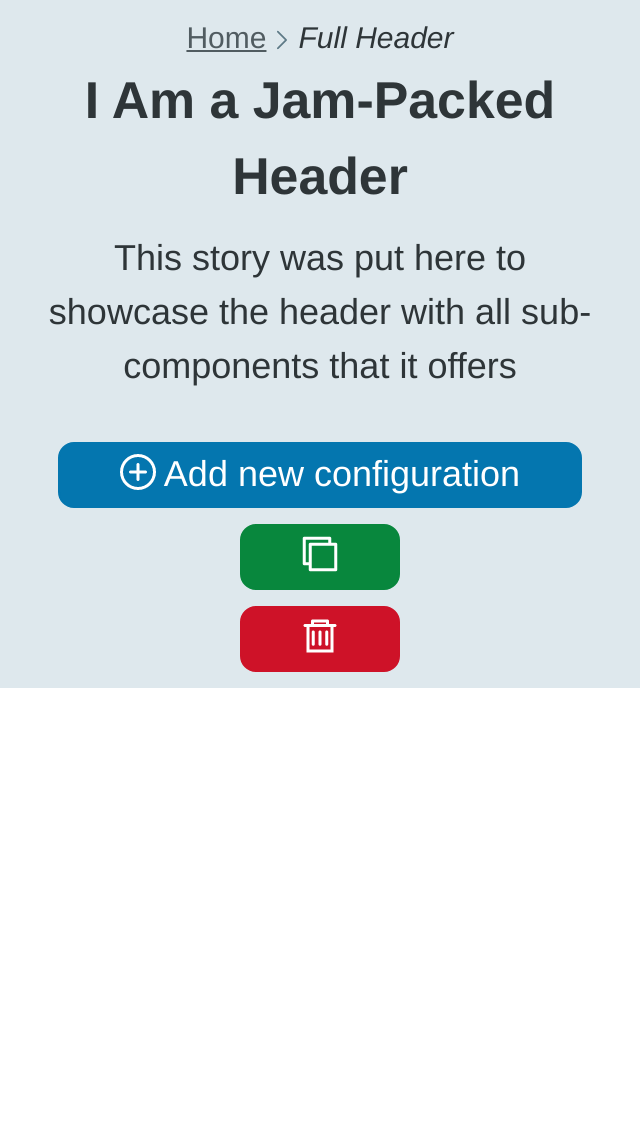 Home > Full Header
I Am a Jam-Packed
Header
This story was put here to
showcase the header with all sub-
components that it offers
Add new configuration